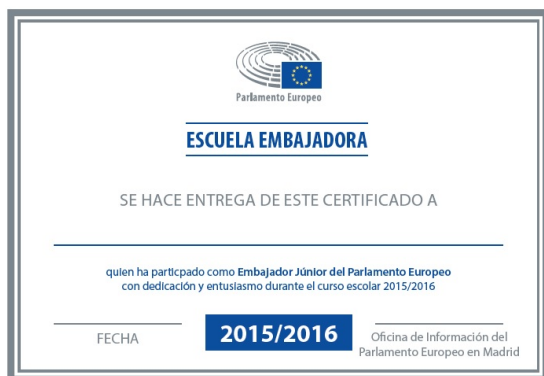 Parlamento Europeo
ESCUELA EMBAJADORA
SE HACE ENTREGA DE ESTE CERTIFICADO A
quien ha particpado como Embajador Júnior del Parlamento Europeo
con dedicación y entusiasmo durante el curso escolar 2015/2016
FECHA
2015/2016
Oficina de Información del
Parlamento Europeo en Madrid